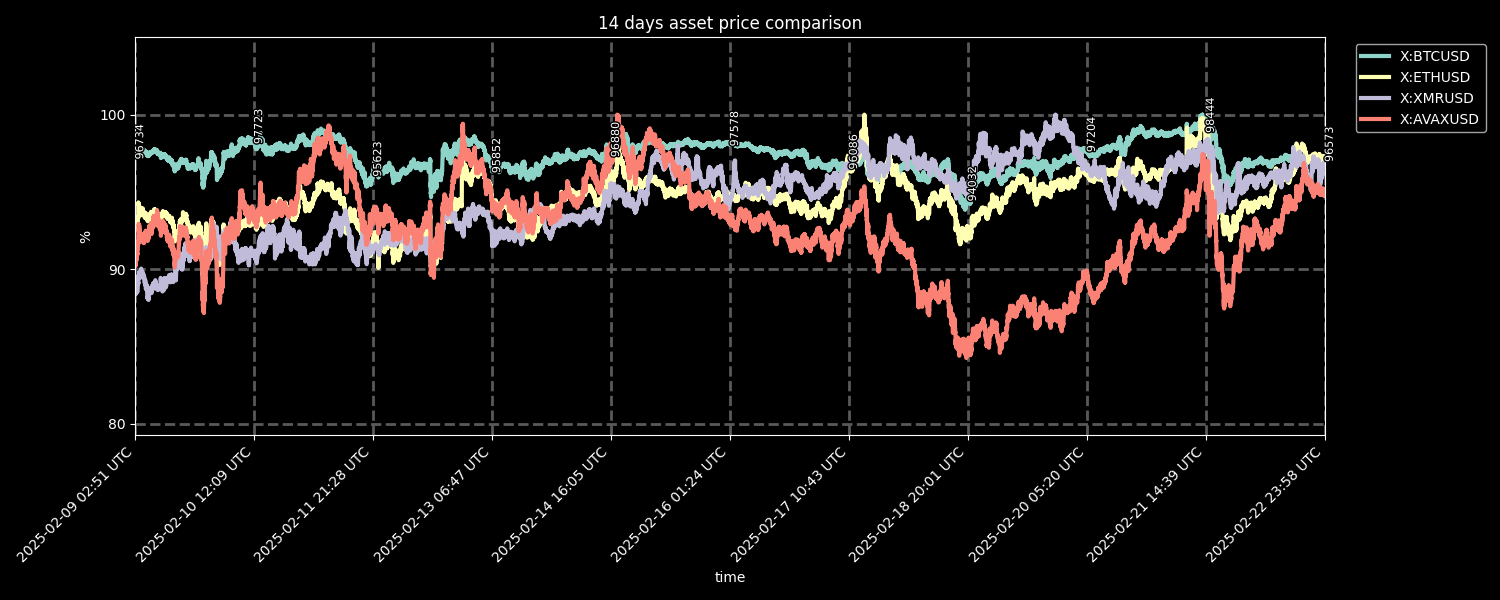 14 days asset price comparison
X:BTCUSD
X:ETHUSD
X:XMRUSD
X:AVAXUSD
100
90
80
%
96734
97723
95623
95852
96880
97578
96086
94032
97204
98444
96573
2025-02-09 02:51 UTC
2025-02-10 12:09 UTC
2025-02-11 21:28 UTC
2025-02-13 06:47 UTC
2025-02-14 16:05 UTC
2025-02-16 01:24 UTC
2025-02-17 10:43 UTC
2025-02-18 20:01 UTC
2025-02-20 05:20 UTC
2025-02-21 14:39 UTC
2025-02-22 23:58 UTC
time